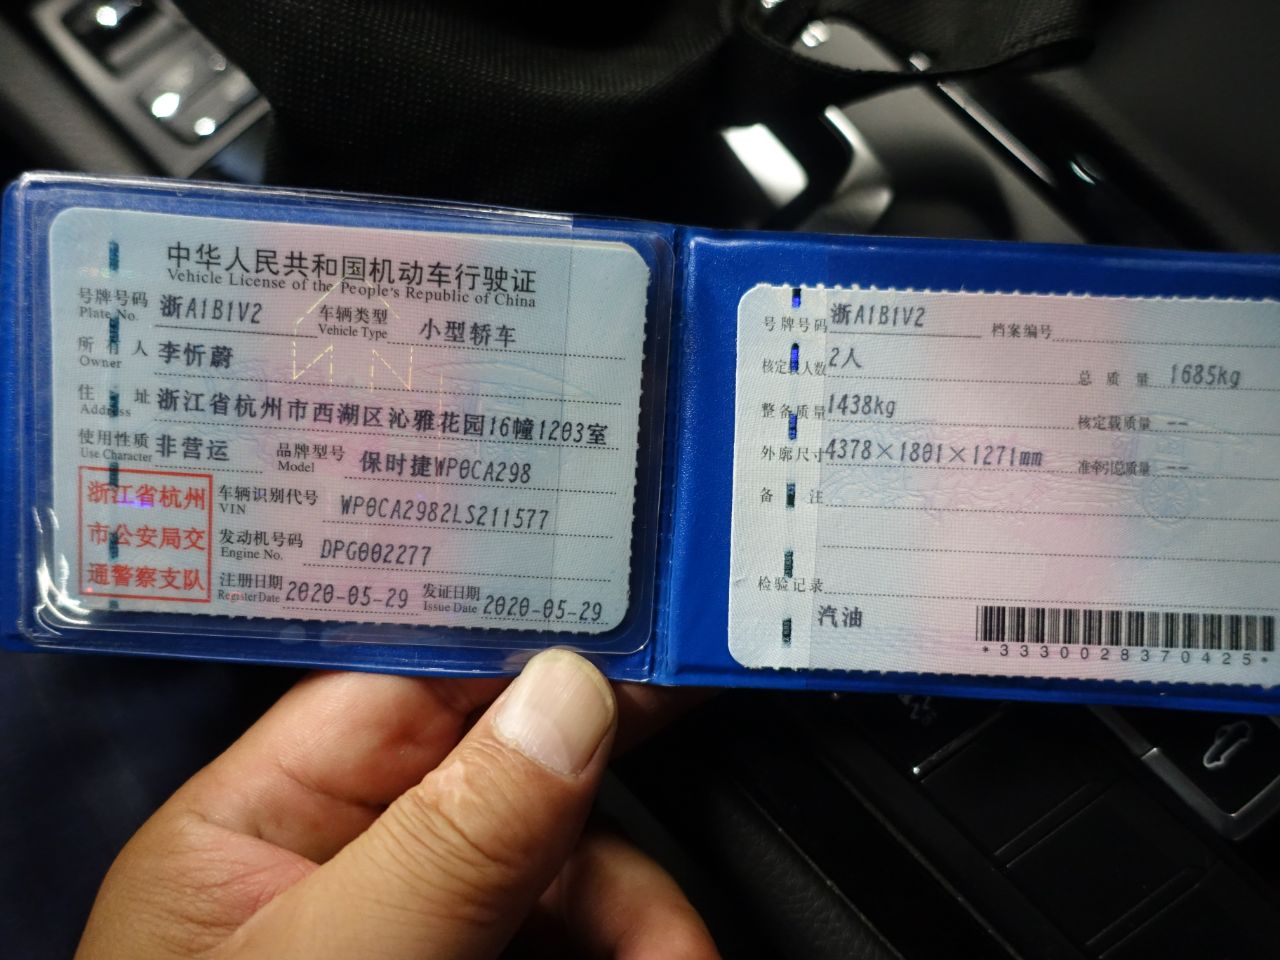 中华人民共和国机动车行驶证
Vehicle License of the People's Republic of China
号牌号码 浙A1B1V2 车辆类型 小型轿车
Plate No. Vehicle Type
所有人 李忻蔚
Owner
住址 浙江省杭州市西湖区沁雅花园16幢1203室
Address
使用性质 非营运 品牌型号 保时捷WP0CA298
Use Character Model
浙江省杭州
市公安局交
通警察支队
车辆识别代号 WP0CA2982LS211577
VIN
发动机号码 DPG002277
Engine No.
注册日期 2020-05-29 发证日期 2020-05-29
Register Date Issue Date
号牌号码 浙A1B1V2 档案编号
核定载人数 2人 总质量 1685kg
整备质量 1438kg 核定载质量 --
外廓尺寸 4378×1801×1271mm 准牵引总质量 --
备注
检验记录
汽油
*3330028370425*